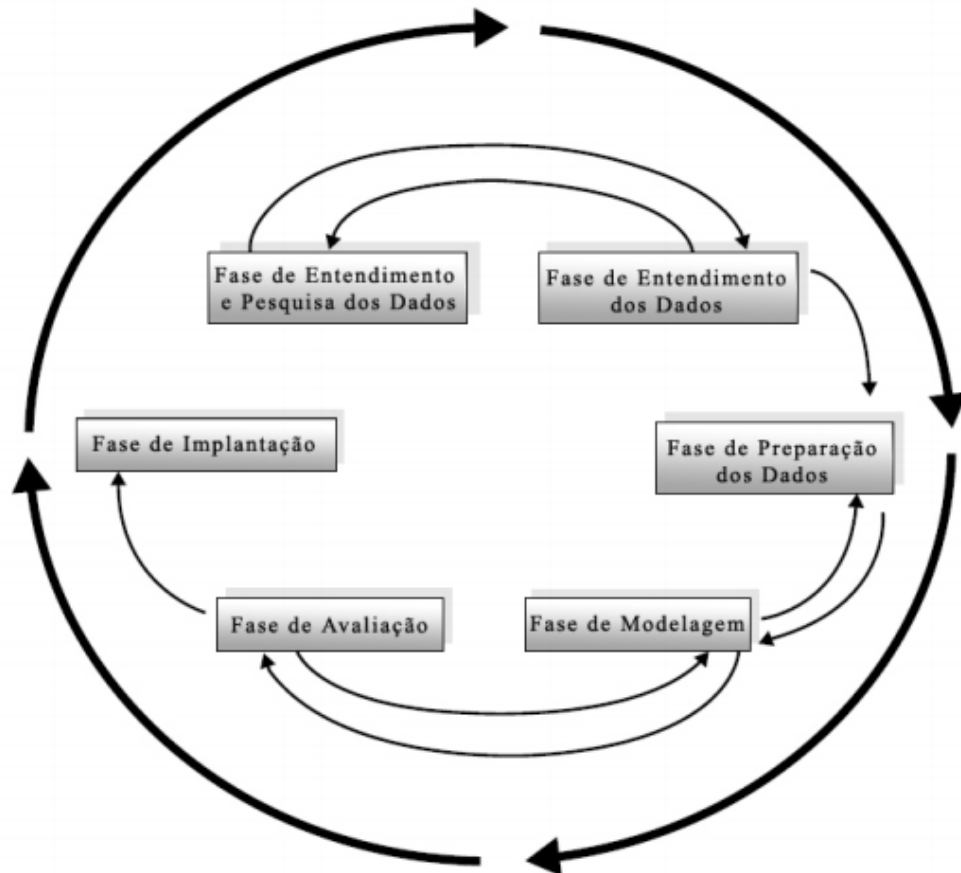 Fase de Entendimento
e Pesquisa dos Dados
Fase de Entendimento
dos Dados
Fase de Implantação
Fase de Preparação
dos Dados
Fase de Avaliação
Fase de Modelagem